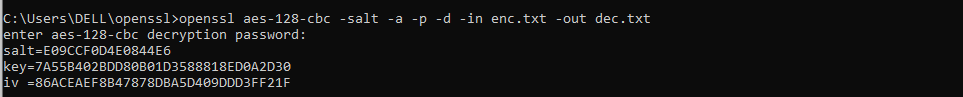 C:\Users\DELL\openssl>openssl aes-128-cbc -salt -a -p -d -in enc.txt -out dec.txt
enter aes-128-cbc decryption password:
salt=E09CCF0D4E0844E6
key=7A55B402BDD80B01D3588818ED0A2D30
iv =86ACEAEF8B47878DBA5D409DDD3FF21F